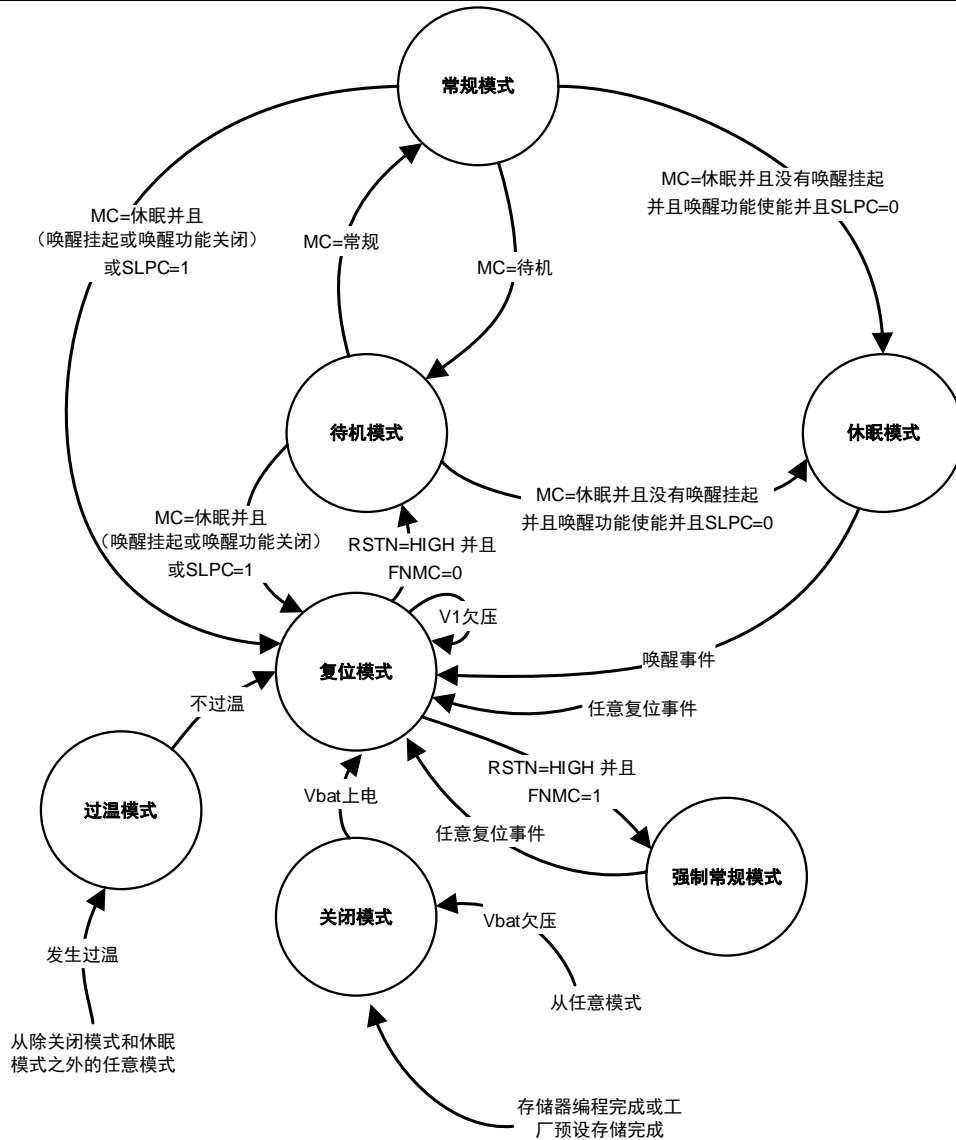 常规模式
MC=休眠并且没有唤醒挂起
并且唤醒功能使能并且SLPC=0
MC=休眠并且
（唤醒挂起或唤醒功能关闭）
或SLPC=1
MC=常规
MC=待机
待机模式
休眠模式
MC=休眠并且没有唤醒挂起
并且唤醒功能使能并且SLPC=0
MC=休眠并且
（唤醒挂起或唤醒功能关闭）
或SLPC=1
RSTN=HIGH 并且
FNMC=0
V1欠压
复位模式
唤醒事件
不过温
任意复位事件
RSTN=HIGH 并且
FNMC=1
过温模式
Vbat上电
任意复位事件
强制常规模式
关闭模式
Vbat欠压
发生过温
从任意模式
从除关闭模式和休眠
模式之外的任意模式
存储器编程完成或工
厂预设存储完成